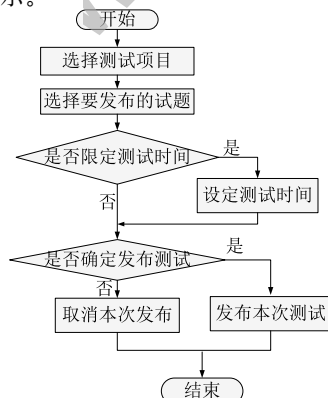 示。
开始
选择测试项目
选择要发布的试题
是否限定测试时间
是
设定测试时间
否
是否确定发布测试
是
否
取消本次发布
发布本次测试
结束